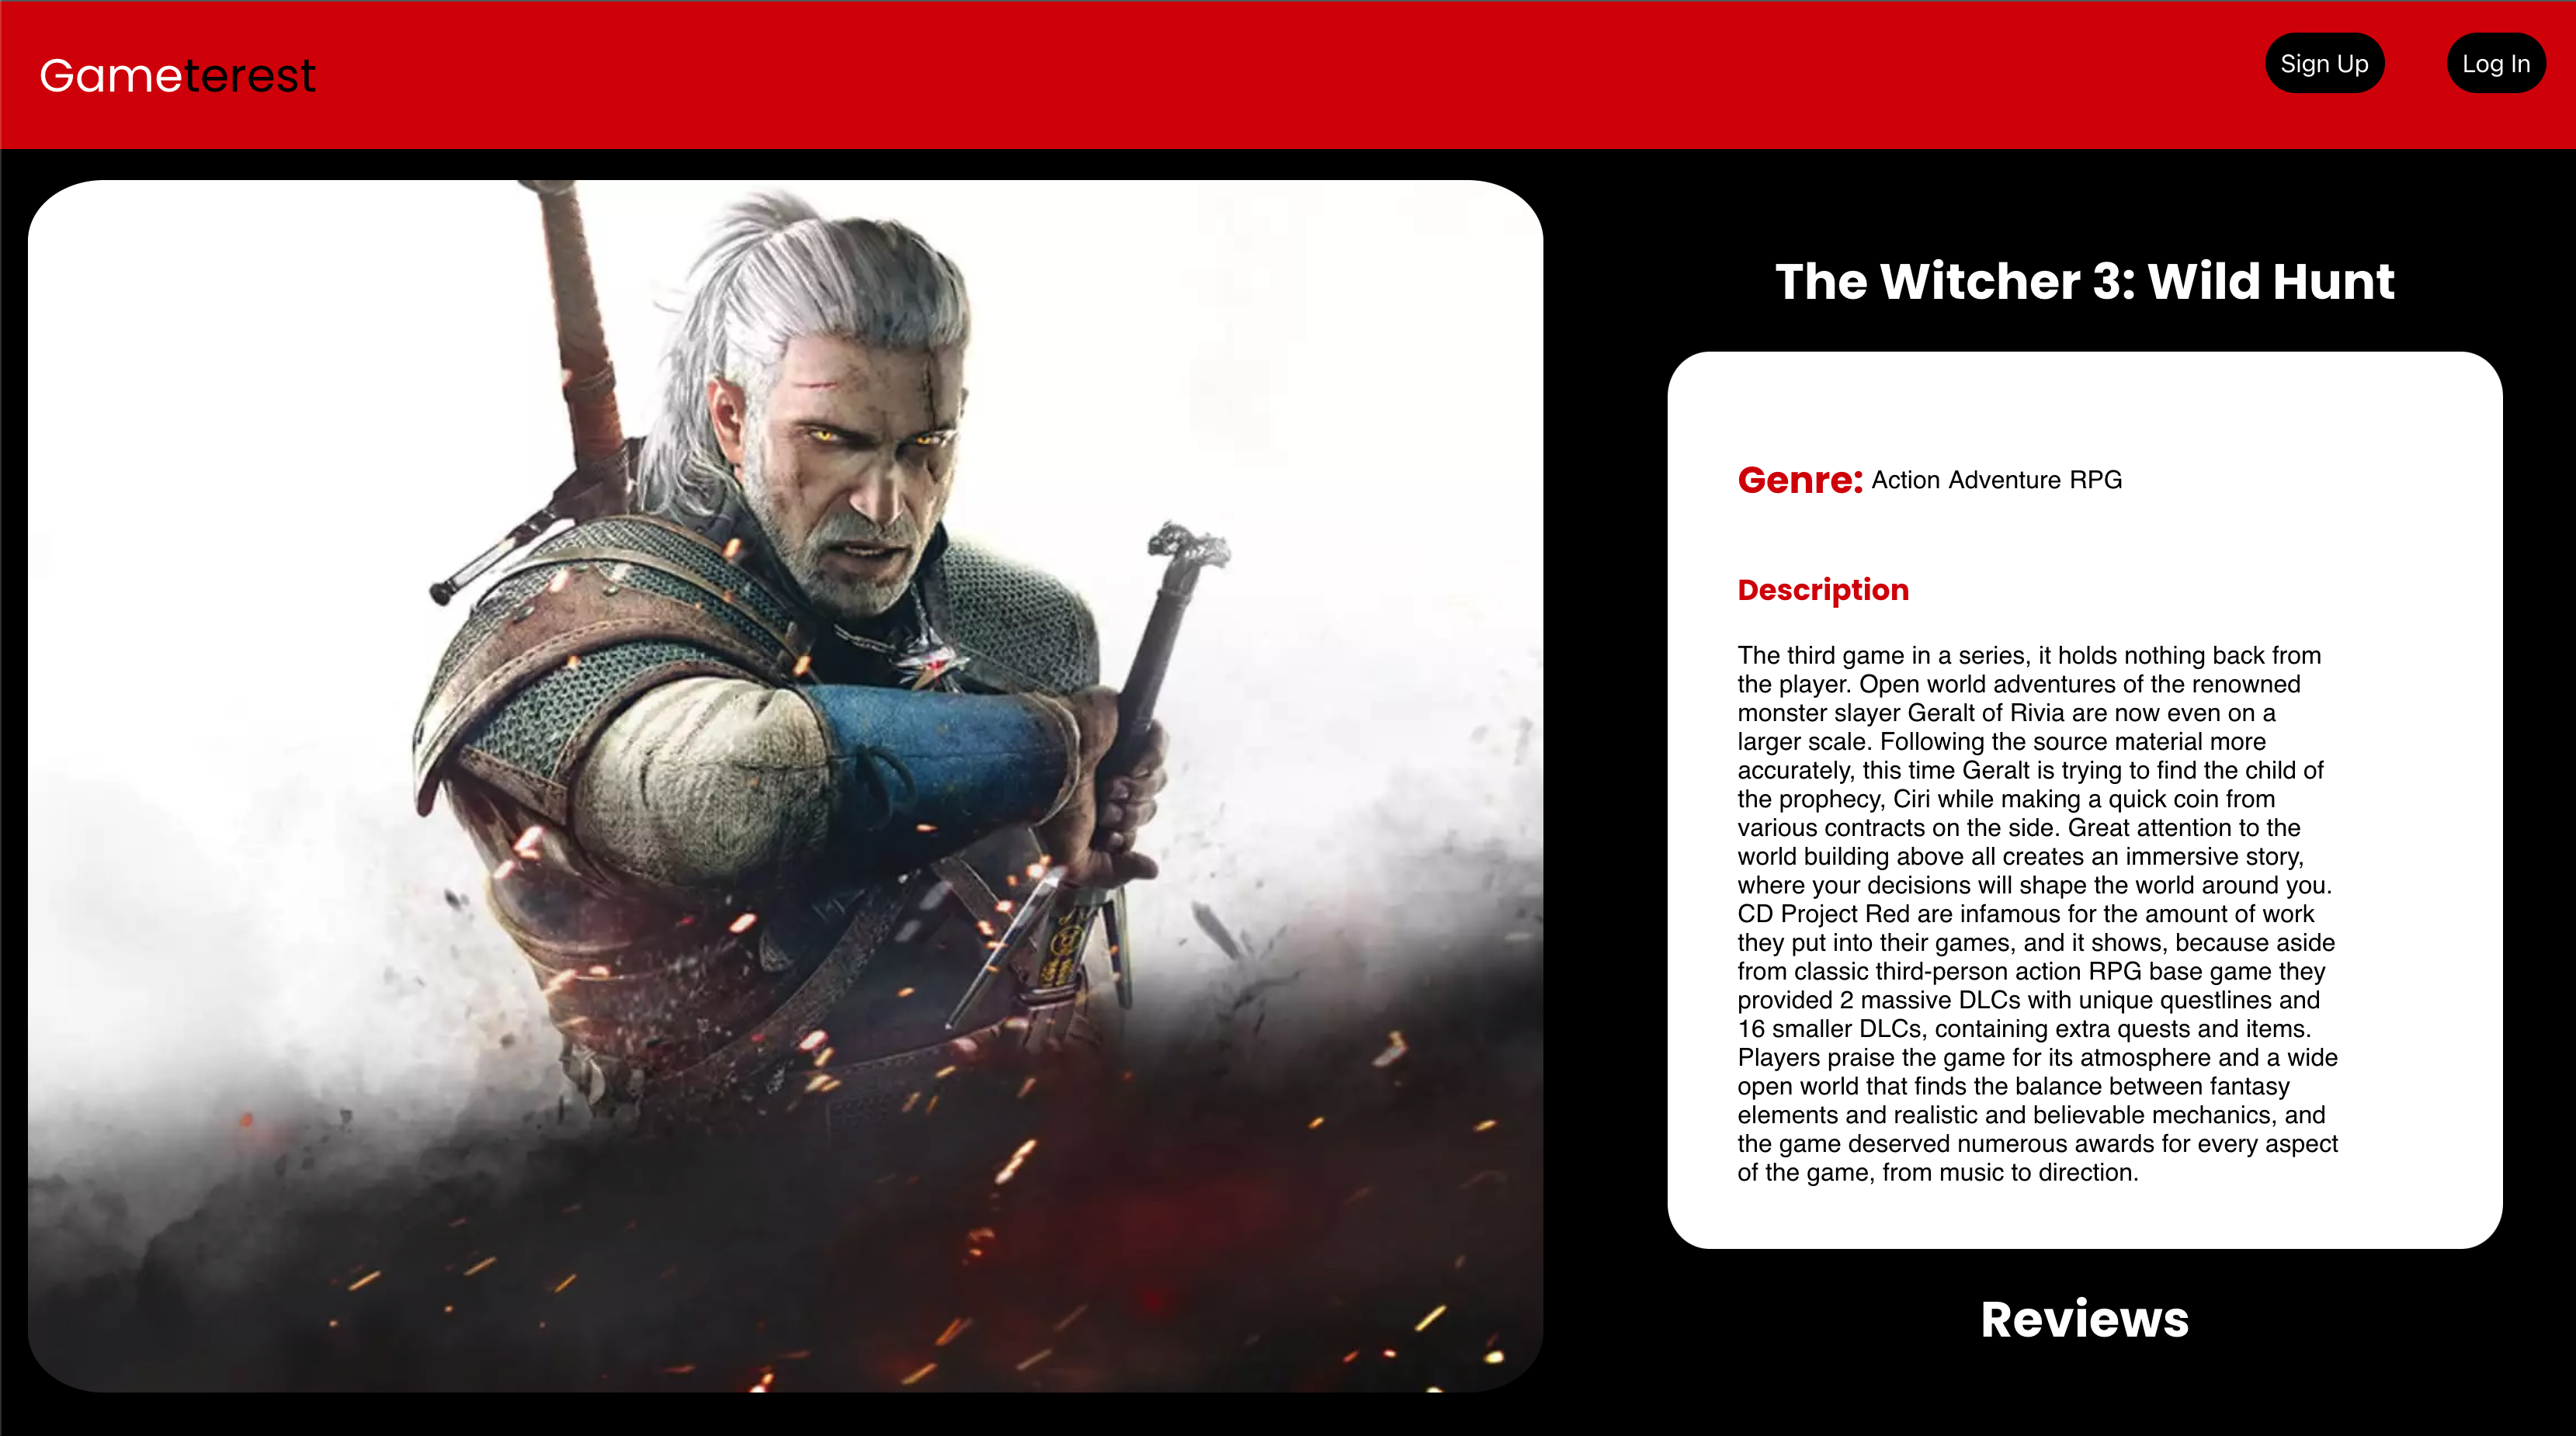 Gameterest
Sign Up
Log In
The Witcher 3: Wild Hunt
Genre: Action Adventure RPG
Description
The third game in a series, it holds nothing back from
the player. Open world adventures of the renowned
monster slayer Geralt of Rivia are now even on a
larger scale. Following the source material more
accurately, this time Geralt is trying to find the child of
the prophecy, Ciri while making a quick coin from
various contracts on the side. Great attention to the
world building above all creates an immersive story,
where your decisions will shape the world around you.
CD Project Red are infamous for the amount of work
they put into their games, and it shows, because aside
from classic third-person action RPG base game they
provided 2 massive DLCs with unique questlines and
16 smaller DLCs, containing extra quests and items.
Players praise the game for its atmosphere and a wide
open world that finds the balance between fantasy
elements and realistic and believable mechanics, and
the game deserved numerous awards for every aspect
of the game, from music to direction.
Reviews